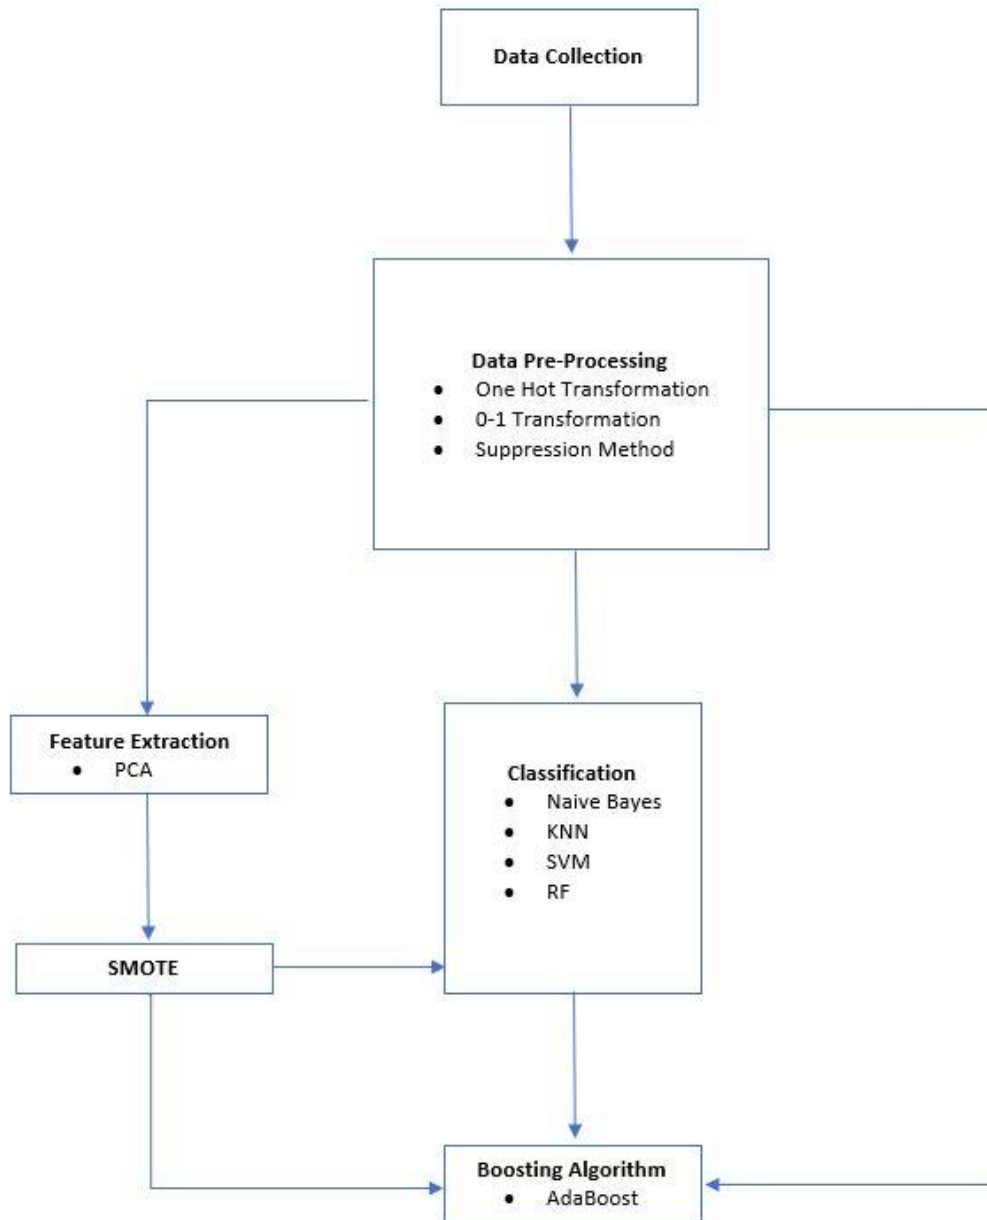 Data Collection
Data Pre-Processing
● One Hot Transformation
● 0-1 Transformation
● Suppression Method
Feature Extraction
● PCA
Classification
● Naive Bayes
● KNN
● SVM
● RF
SMOTE
Boosting Algorithm
● AdaBoost